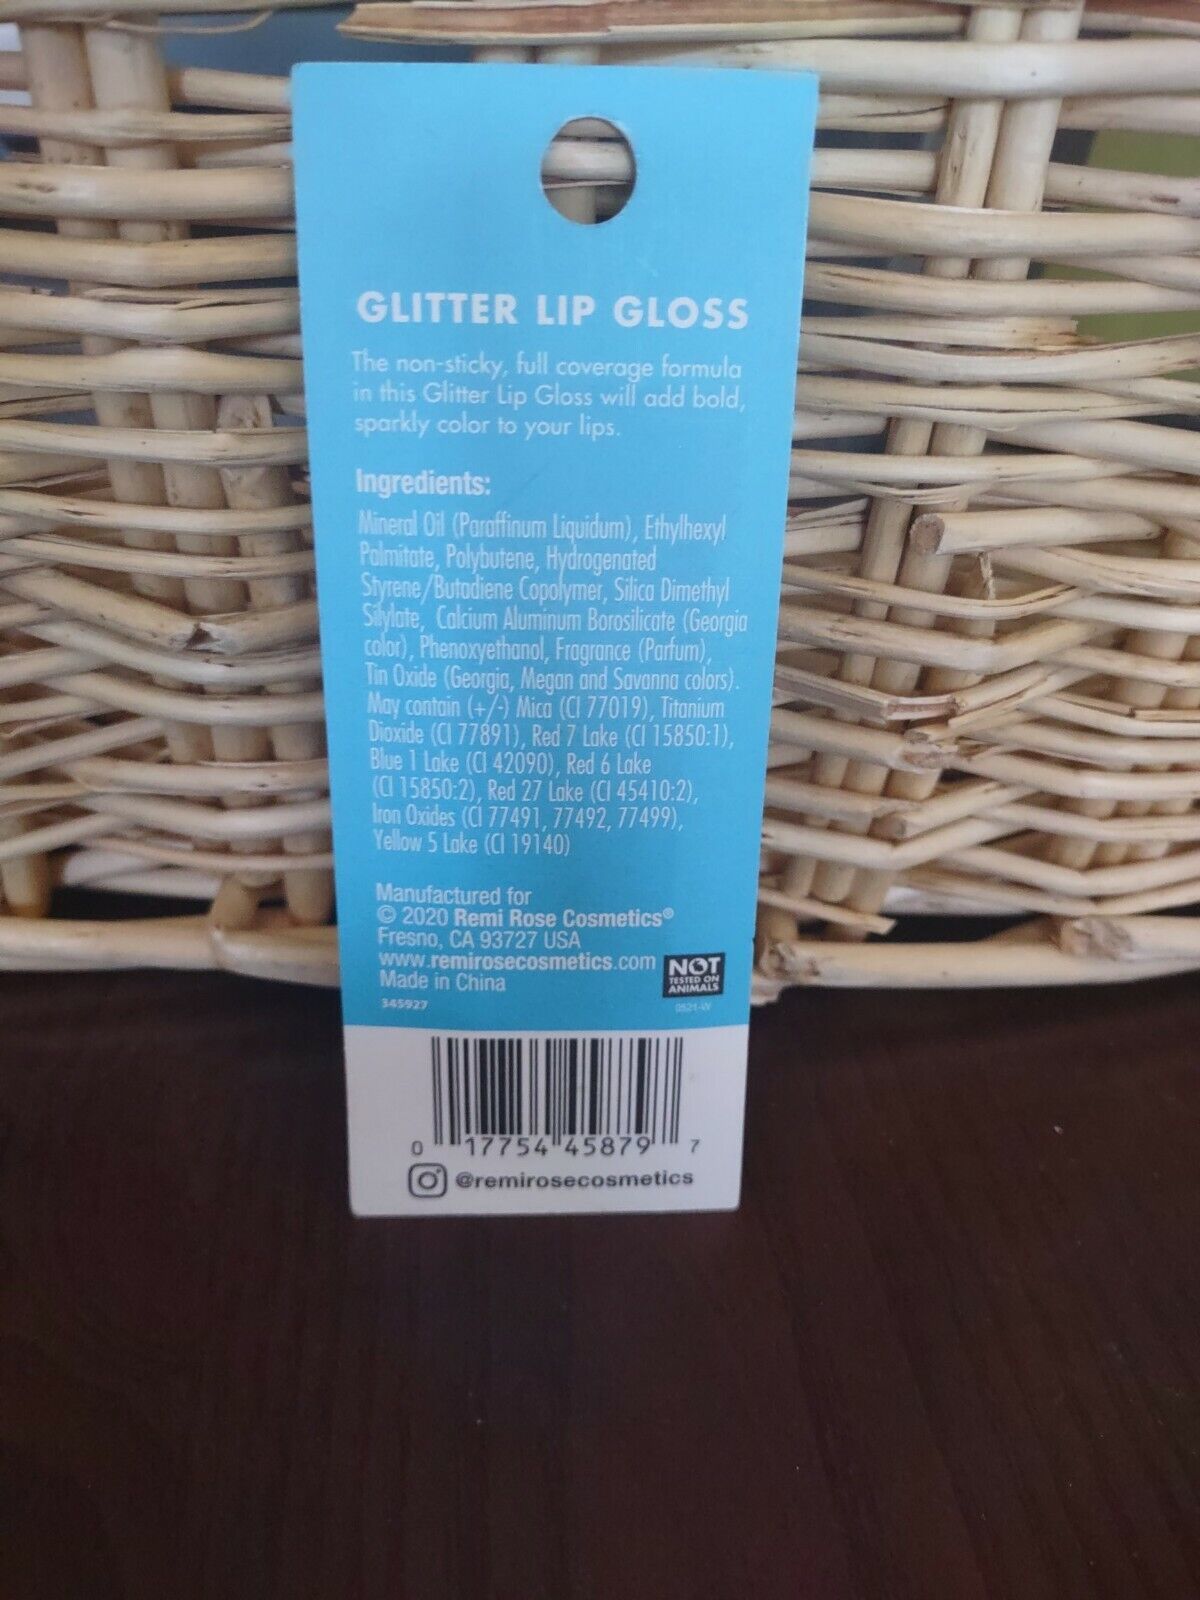 GLITTER LIP GLOSS
The non-sticky, full coverage formula
in this Glitter Lip Gloss will add bold,
sparkly color to your lips.
Ingredients:
Mineral Oil (Paraffinum Liquidum), Ethylhexyl
Palmitate, Polybutene, Hydrogenated
Styrene/Butadiene Copolymer, Silica Dimethyl
Silylate, Calcium Aluminum Borosilicate (Georgia
color), Phenoxyethanol, Fragrance (Parfum),
Tin Oxide (Georgia, Megan and Savanna colors).
May contain (+/-) Mica (CI 77019), Titanium
Dioxide (CI 77891), Red 7 Lake (CI 15850:1),
Blue 1 Lake (CI 42090), Red 6 Lake
(CI 15850:2), Red 27 Lake (CI 45410:2),
Iron Oxides (CI 77491, 77492, 77499),
Yellow 5 Lake (CI 19140)
Manufactured for
© 2020 Remi Rose Cosmetics®
Fresno, CA 93727 USA
www.remirosecosmetics.com
Made in China
345927
NOT
TESTED ON
ANIMALS
0521-W
0 17754 45879 7
@remirosecosmetics